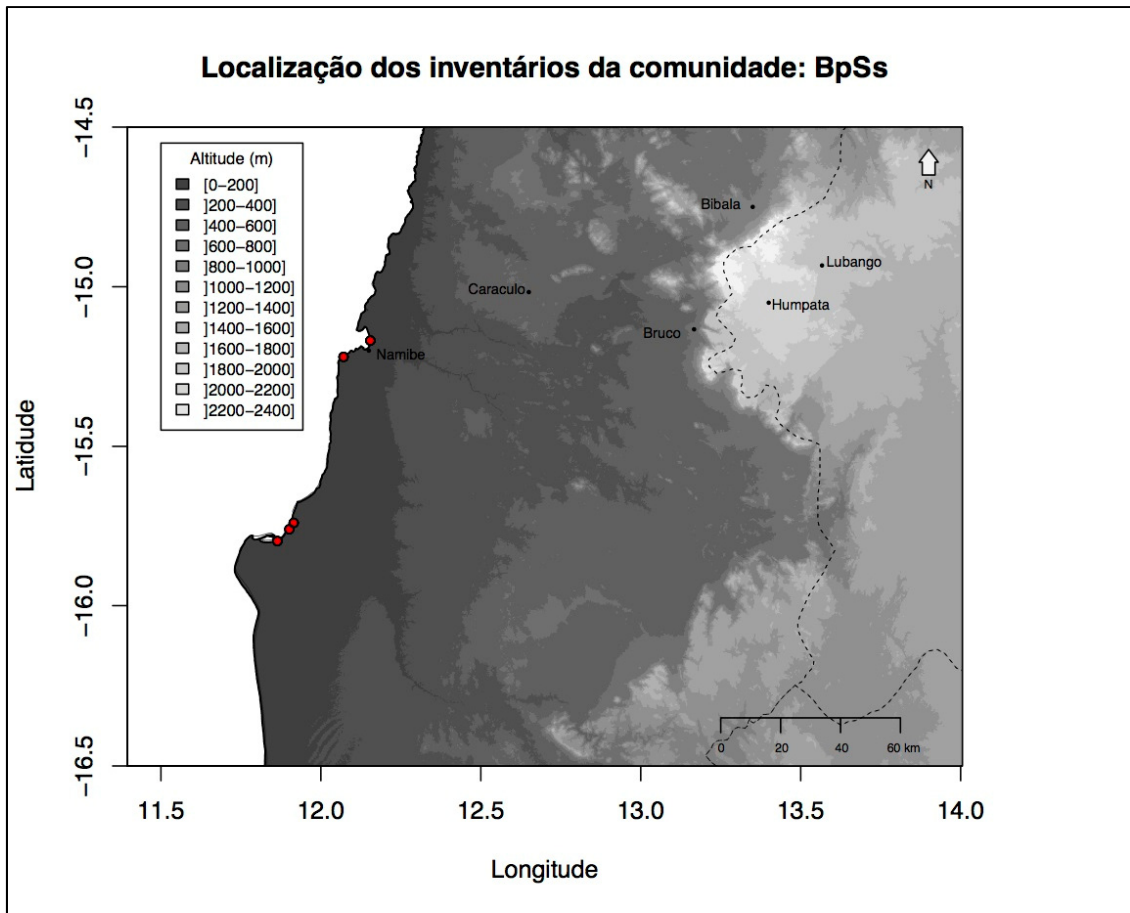 Localização dos inventários da comunidade: BpSs
Altitude (m)
[0–200]
]200–400]
]400–600]
]600–800]
]800–1000]
]1000–1200]
]1200–1400]
]1400–1600]
]1600–1800]
]1800–2000]
]2000–2200]
]2200–2400]
N
Bibala
Lubango
Caraculo
Humpata
Bruco
Namibe
0 20 40 60 km
−14.5
−15.0
−15.5
−16.0
−16.5
Latidude
11.5 12.0 12.5 13.0 13.5 14.0
Longitude